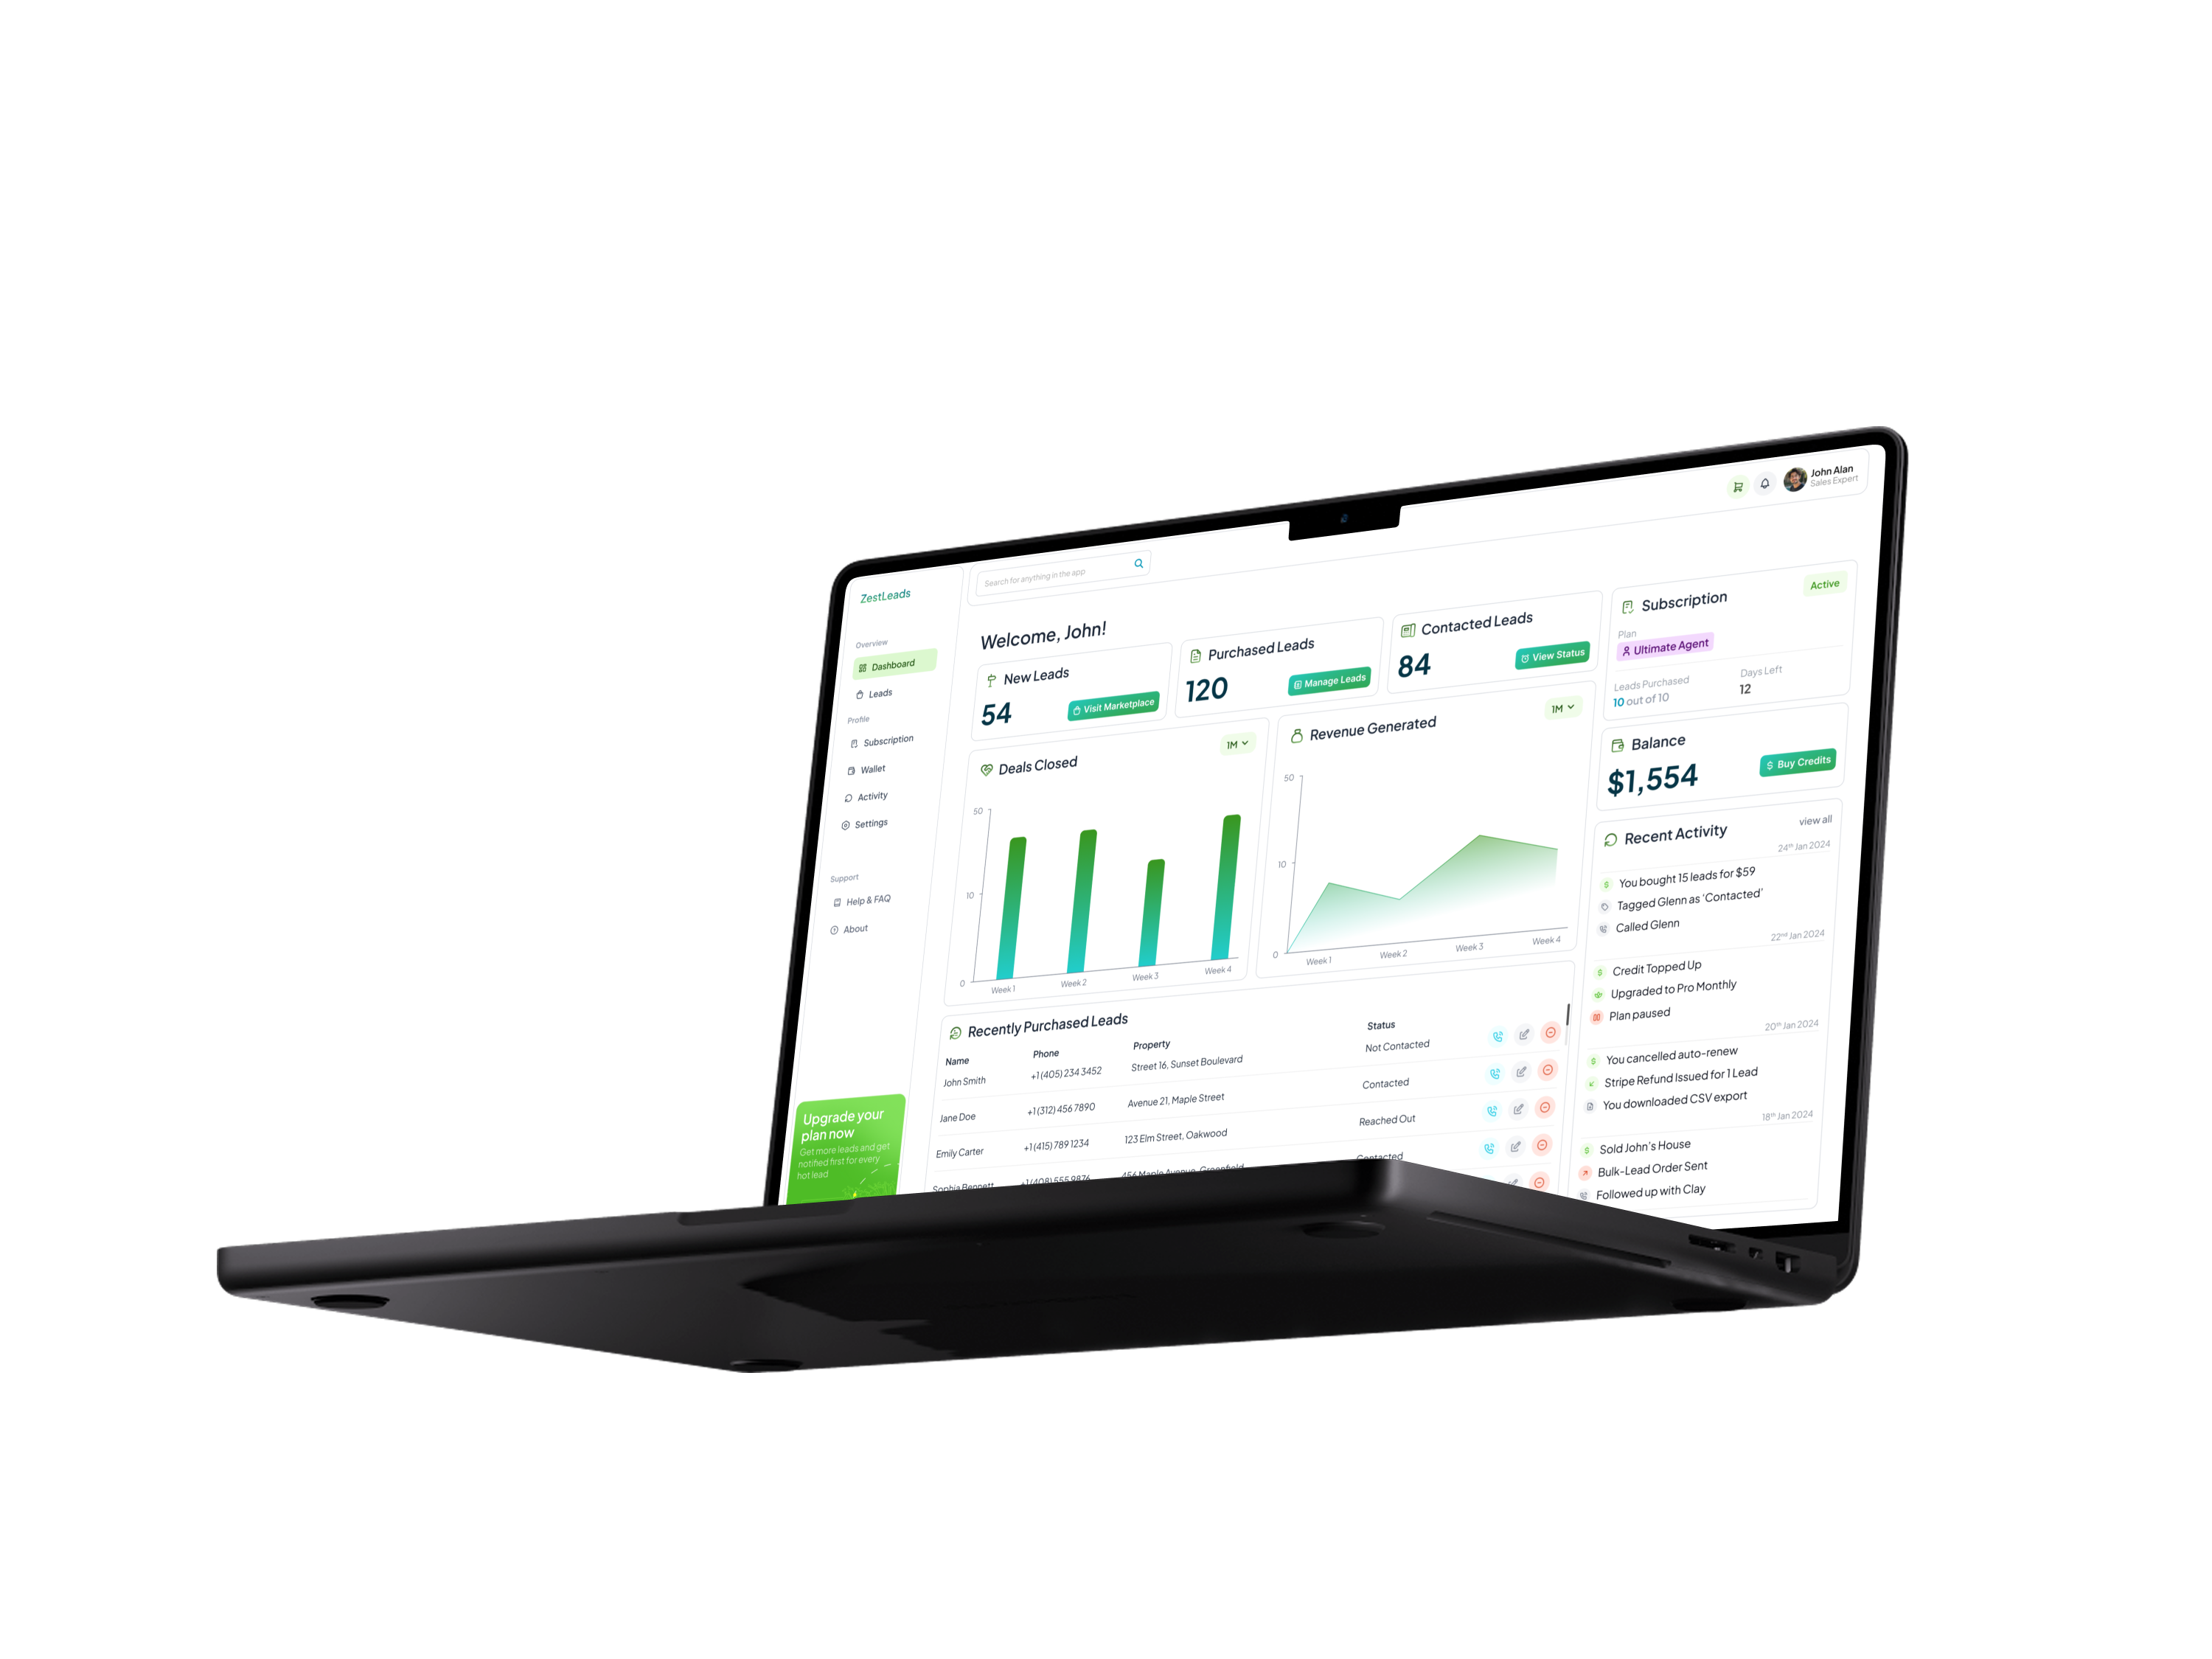 ZestLeads
Overview
Dashboard
Leads
Profile
Subscription
Wallet
Activity
Settings
Support
Help & FAQ
About
Upgrade your
plan now
Get more leads and get
notified first for every
hot lead
Search for anything in the app
John Alan
Sales Expert
Welcome, John!
New Leads
54
Visit Marketplace
Purchased Leads
120
Manage Leads
Contacted Leads
84
View Status
Deals Closed
1M
50
10
0
Week 1
Week 2
Week 3
Week 4
Revenue Generated
1M
50
10
0
Week 1
Week 2
Week 3
Week 4
Recently Purchased Leads
Name Phone Property Status
John Smith +1 (405) 234 3452 Street 16, Sunset Boulevard Not Contacted
Jane Doe +1 (312) 456 7890 Avenue 21, Maple Street Contacted
Emily Carter +1 (415) 789 1234 123 Elm Street, Oakwood Reached Out
Sophia Bennett +1 (408) 555 9876 456 Maple Avenue, Greenfield Contacted
Subscription
Active
Plan
Ultimate Agent
Leads Purchased
10 out of 10
Days Left
12
Balance
$1,554
Buy Credits
Recent Activity
view all
24th Jan 2024
You bought 15 leads for $59
Tagged Glenn as ‘Contacted’
Called Glenn
22nd Jan 2024
Credit Topped Up
Upgraded to Pro Monthly
Plan paused
20th Jan 2024
You cancelled auto-renew
Stripe Refund Issued for 1 Lead
You downloaded CSV export
18th Jan 2024
Sold John’s House
Bulk-Lead Order Sent
Followed up with Clay